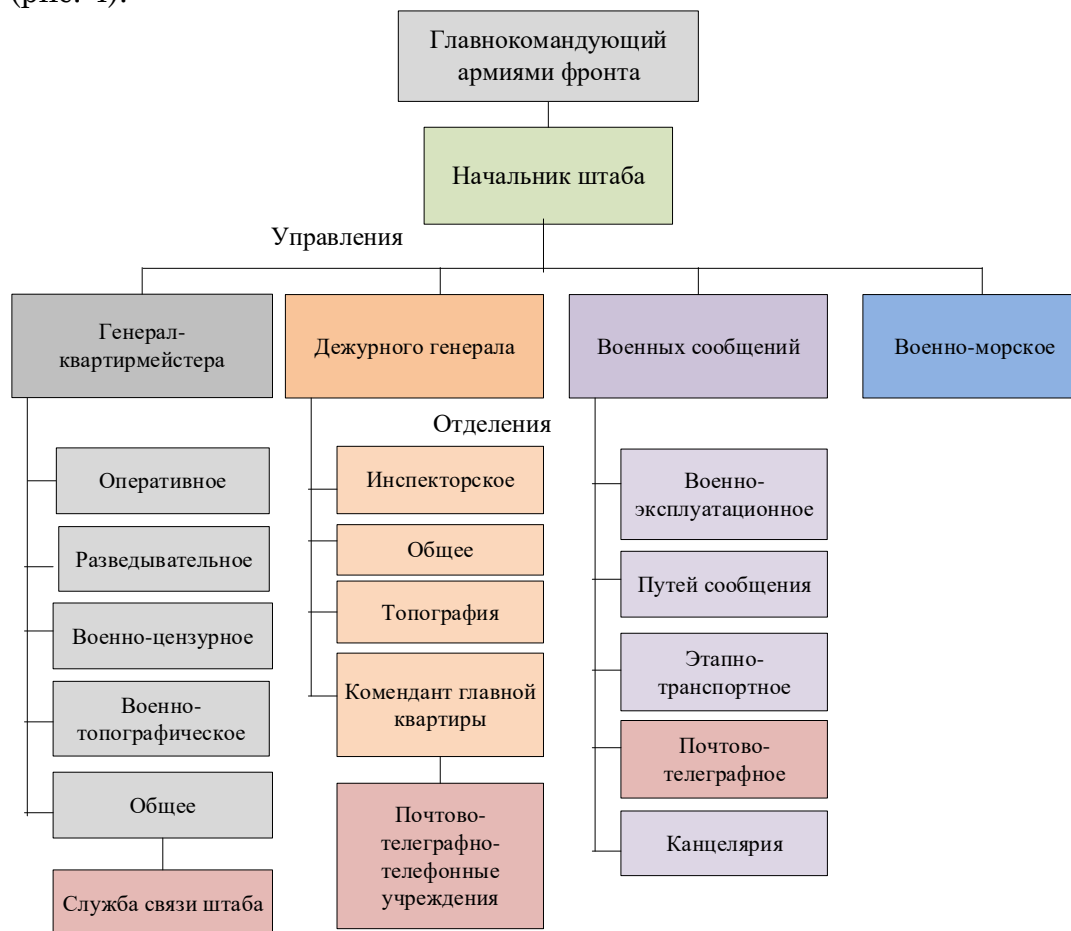 (рис. 4).
Главнокомандующий
армиями фронта
Начальник штаба
Управления
Генерал-
квартирмейстера
Дежурного генерала
Военных сообщений
Военно-морское
Отделения
Оперативное
Разведывательное
Военно-цензурное
Военно-
топографическое
Общее
Служба связи штаба
Инспекторское
Общее
Топография
Комендант главной
квартиры
Почтово-
телеграфно-
телефонные
учреждения
Военно-
эксплуатационное
Путей сообщения
Этапно-
транспортное
Почтово-
телеграфное
Канцелярия